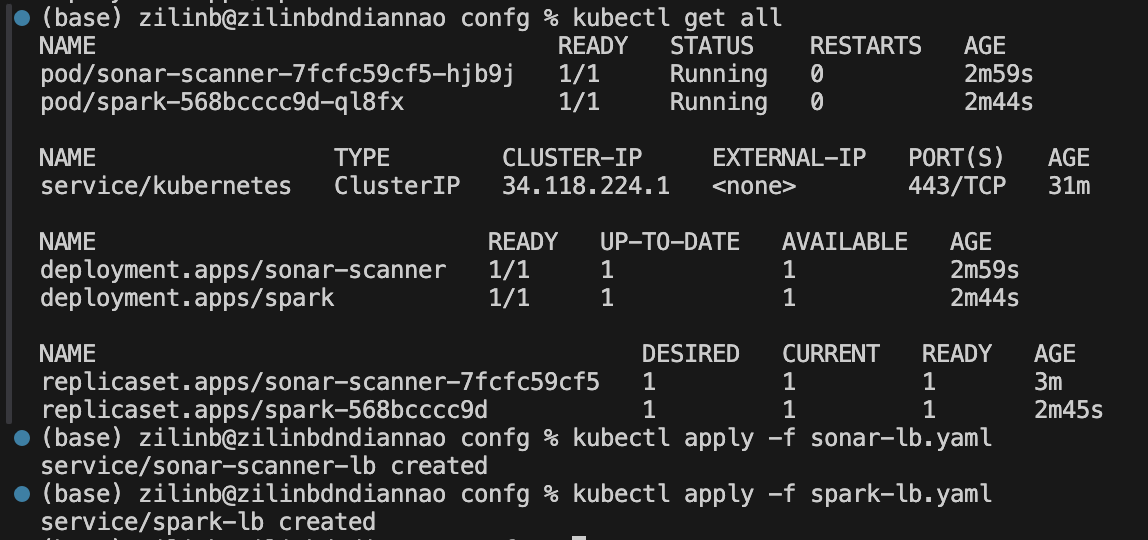 (base) zilinb@zilinbdndiannao confg % kubectl get all
NAME READY STATUS RESTARTS AGE
pod/sonar-scanner-7fcfc59cf5-hjb9j 1/1 Running 0 2m59s
pod/spark-568bcccc9d-ql8fx 1/1 Running 0 2m44s
NAME TYPE CLUSTER-IP EXTERNAL-IP PORT(S) AGE
service/kubernetes ClusterIP 34.118.224.1 <none> 443/TCP 31m
NAME READY UP-TO-DATE AVAILABLE AGE
deployment.apps/sonar-scanner 1/1 1 1 2m59s
deployment.apps/spark 1/1 1 1 2m44s
NAME DESIRED CURRENT READY AGE
replicaset.apps/sonar-scanner-7fcfc59cf5 1 1 1 3m
replicaset.apps/spark-568bcccc9d 1 1 1 2m45s
(base) zilinb@zilinbdndiannao confg % kubectl apply -f sonar-lb.yaml
service/sonar-scanner-lb created
(base) zilinb@zilinbdndiannao confg % kubectl apply -f spark-lb.yaml
service/spark-lb created